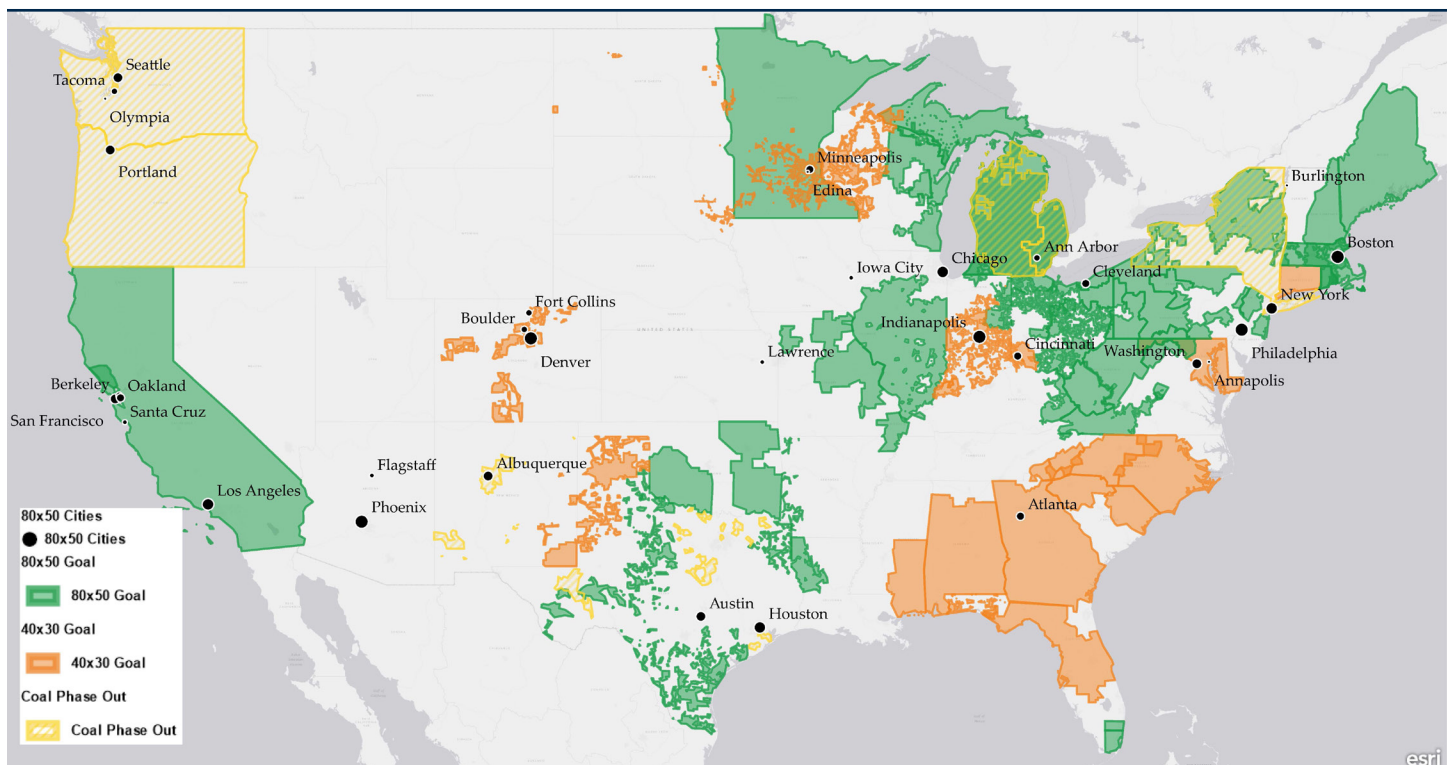 Seattle
Tacoma
Olympia
Portland
Minneapolis
Edina
Burlington
Ann Arbor
Boston
Chicago
Cleveland
Iowa City
New York
Fort Collins
Boulder
Denver
Indianapolis
Cincinnati
Washington
Philadelphia
Annapolis
Lawrence
Berkeley
Oakland
Santa Cruz
San Francisco
Flagstaff
Albuquerque
Phoenix
Los Angeles
Atlanta
Austin
Houston
80x50 Cities
80x50 Cities
80x50 Goal
80x50 Goal
40x30 Goal
40x30 Goal
Coal Phase Out
Coal Phase Out
esri
UNITED STATES